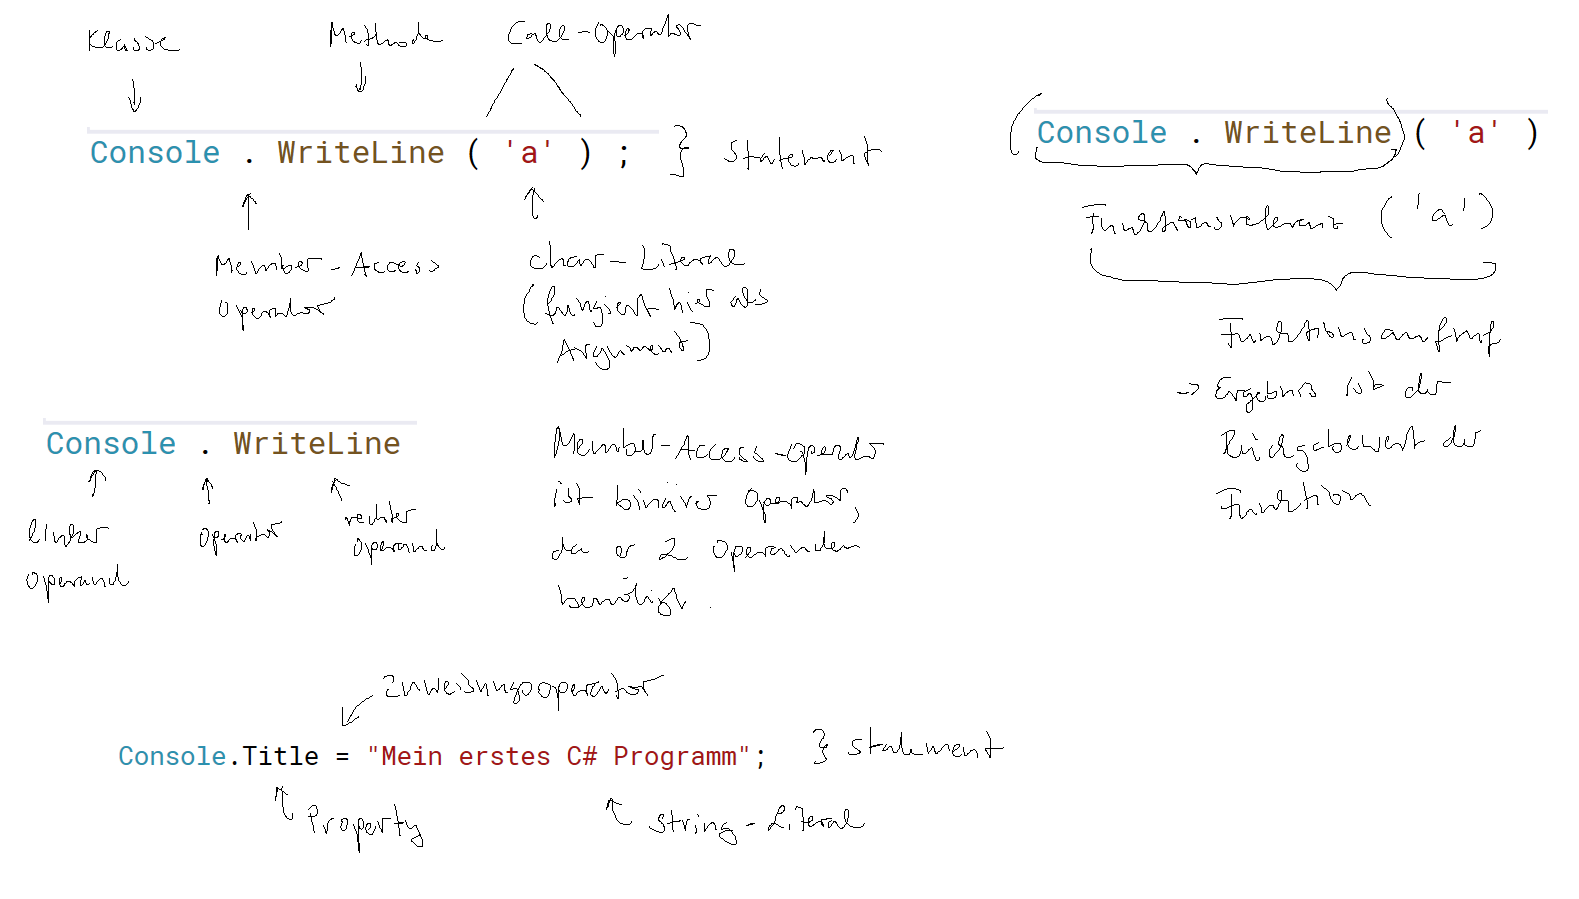 Klasse
Methode
Call-Operator
Console . WriteLine ( 'a' ) ;
} Statement
Member-Access
Operator
char-Literal
(fungiert hier als
Argument)
(Console . WriteLine) ( 'a' )
Funktionsreferenz ('a')
Funktionsaufruf
-> Ergebnis ist der
Rückgabewert der
Funktion
Console . WriteLine
linker
Operand
Operator
rechter
Operand
Member-Access-Operator
ist binärer Operator,
da er 2 Operanden
benötigt.
Zuweisungsoperator
Console.Title = "Mein erstes C# Programm";
} Statement
Property
string-Literal